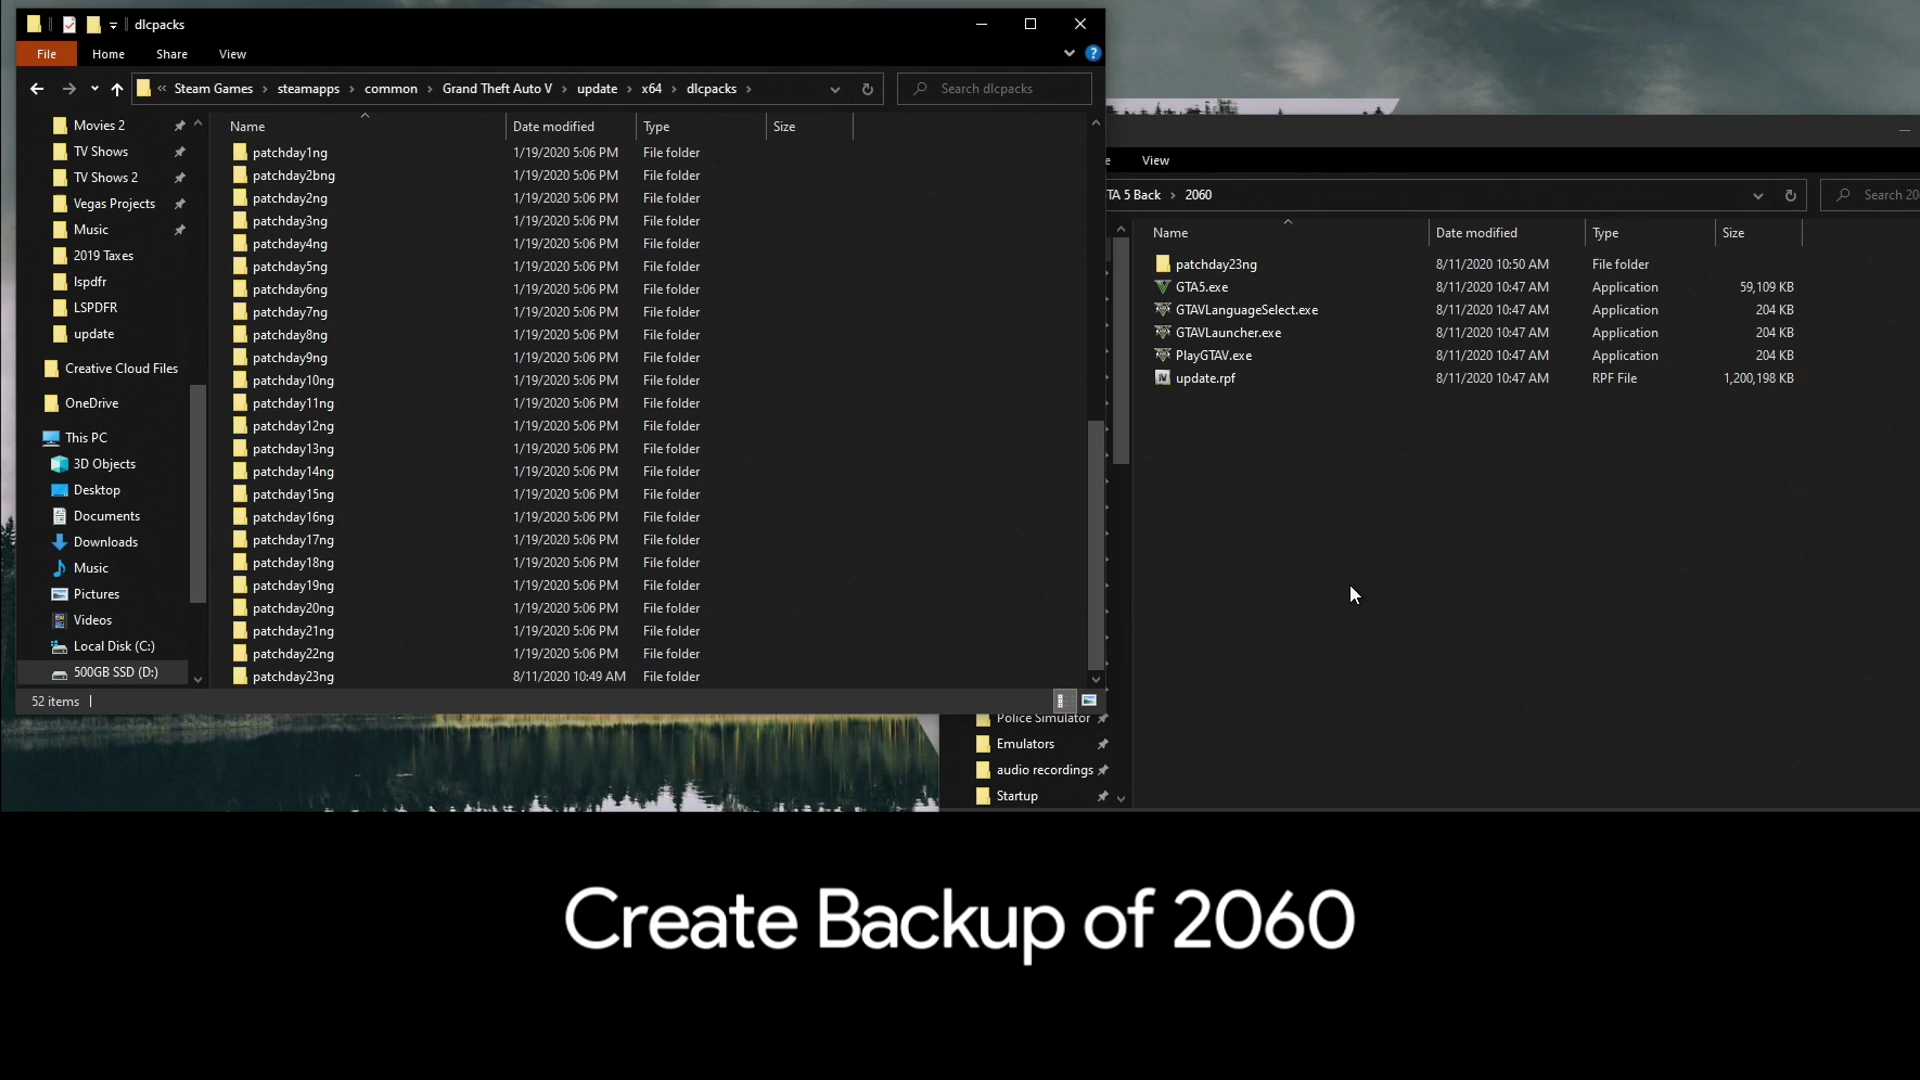 dlcpacks
File Home Share View
« Steam Games › steamapps › common › Grand Theft Auto V › update › x64 › dlcpacks ›
Search dlcpacks
Movies 2
TV Shows
TV Shows 2
Vegas Projects
Music
2019 Taxes
lspdfr
LSPDFR
update
Creative Cloud Files
OneDrive
This PC
3D Objects
Desktop
Documents
Downloads
Music
Pictures
Videos
Local Disk (C:)
500GB SSD (D:)
Name Date modified Type Size
patchday1ng 1/19/2020 5:06 PM File folder
patchday2bng 1/19/2020 5:06 PM File folder
patchday2ng 1/19/2020 5:06 PM File folder
patchday3ng 1/19/2020 5:06 PM File folder
patchday4ng 1/19/2020 5:06 PM File folder
patchday5ng 1/19/2020 5:06 PM File folder
patchday6ng 1/19/2020 5:06 PM File folder
patchday7ng 1/19/2020 5:06 PM File folder
patchday8ng 1/19/2020 5:06 PM File folder
patchday9ng 1/19/2020 5:06 PM File folder
patchday10ng 1/19/2020 5:06 PM File folder
patchday11ng 1/19/2020 5:06 PM File folder
patchday12ng 1/19/2020 5:06 PM File folder
patchday13ng 1/19/2020 5:06 PM File folder
patchday14ng 1/19/2020 5:06 PM File folder
patchday15ng 1/19/2020 5:06 PM File folder
patchday16ng 1/19/2020 5:06 PM File folder
patchday17ng 1/19/2020 5:06 PM File folder
patchday18ng 1/19/2020 5:06 PM File folder
patchday19ng 1/19/2020 5:06 PM File folder
patchday20ng 1/19/2020 5:06 PM File folder
patchday21ng 1/19/2020 5:06 PM File folder
patchday22ng 1/19/2020 5:06 PM File folder
patchday23ng 8/11/2020 10:49 AM File folder
52 items
e View
TA 5 Back › 2060
Search 20
Name Date modified Type Size
patchday23ng 8/11/2020 10:50 AM File folder
GTA5.exe 8/11/2020 10:47 AM Application 59,109 KB
GTAVLanguageSelect.exe 8/11/2020 10:47 AM Application 204 KB
GTAVLauncher.exe 8/11/2020 10:47 AM Application 204 KB
PlayGTAV.exe 8/11/2020 10:47 AM Application 204 KB
update.rpf 8/11/2020 10:47 AM RPF File 1,200,198 KB
Police Simulator
Emulators
audio recordings
Startup
Create Backup of 2060